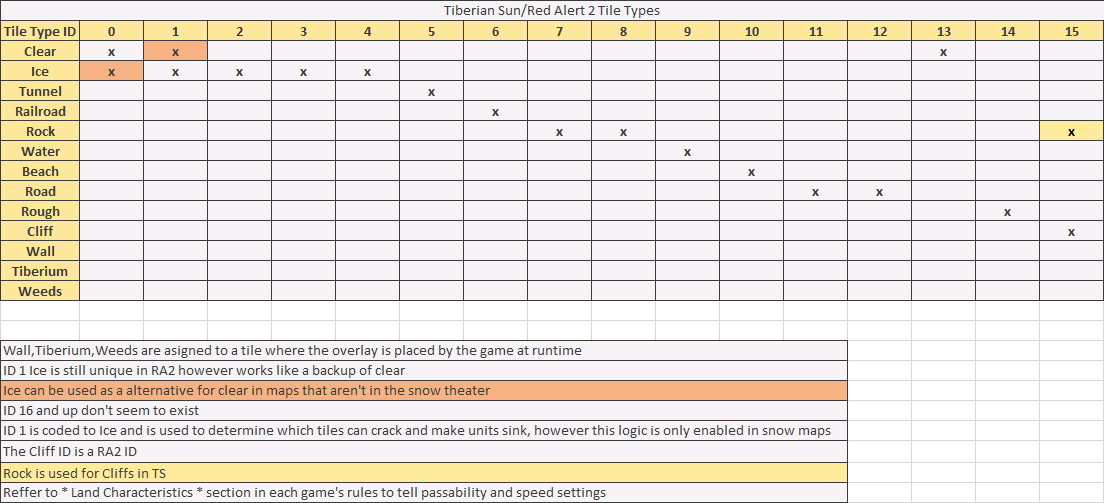 Tiberian Sun/Red Alert 2 Tile Types
Tile Type ID 0 1 2 3 4 5 6 7 8 9 10 11 12 13 14 15
Clear x x x
Ice x x x x x
Tunnel x
Railroad x
Rock x x x
Water x
Beach x
Road x x
Rough x
Cliff x
Wall
Tiberium
Weeds
Wall,Tiberium,Weeds are asigned to a tile where the overlay is placed by the game at runtime
ID 1 Ice is still unique in RA2 however works like a backup of clear
Ice can be used as a alternative for clear in maps that aren't in the snow theater
ID 16 and up don't seem to exist
ID 1 is coded to Ice and is used to determine which tiles can crack and make units sink, however this logic is only enabled in snow maps
The Cliff ID is a RA2 ID
Rock is used for Cliffs in TS
Reffer to * Land Characteristics * section in each game's rules to tell passability and speed settings